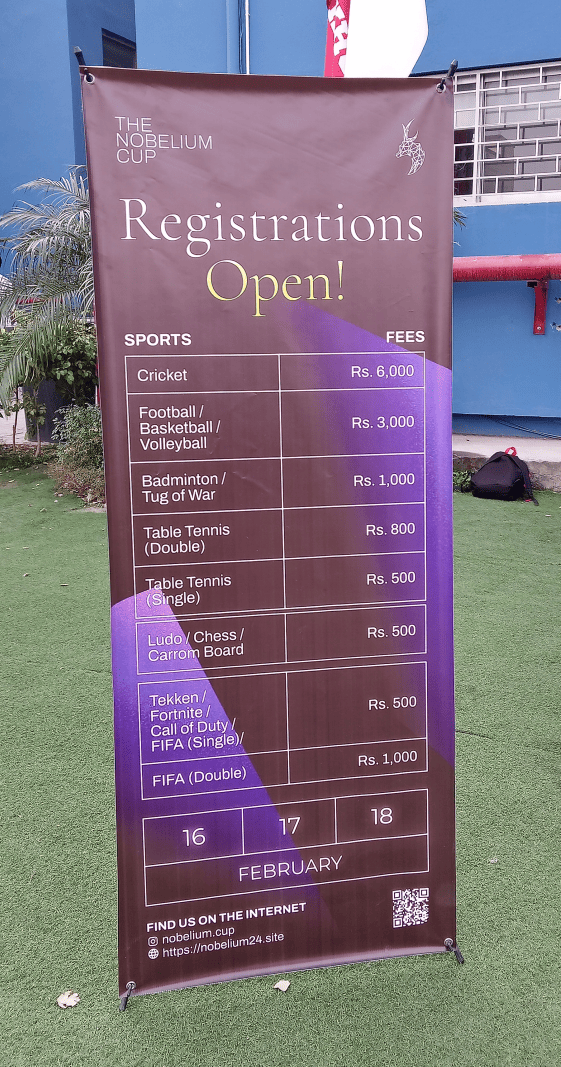 THE
NOBELIUM
CUP
Registrations
Open!
SPORTS FEES
Cricket Rs. 6,000
Football /
Basketball / Rs. 3,000
Volleyball
Badminton / Rs. 1,000
Tug of War
Table Tennis Rs. 800
(Double)
Table Tennis Rs. 500
(Single)
Ludo / Chess / Rs. 500
Carrom Board
Tekken /
Fortnite / Rs. 500
Call of Duty /
FIFA (Single)/
FIFA (Double) Rs. 1,000
16 17 18
FEBRUARY
FIND US ON THE INTERNET
nobelium.cup
https://nobelium24.site